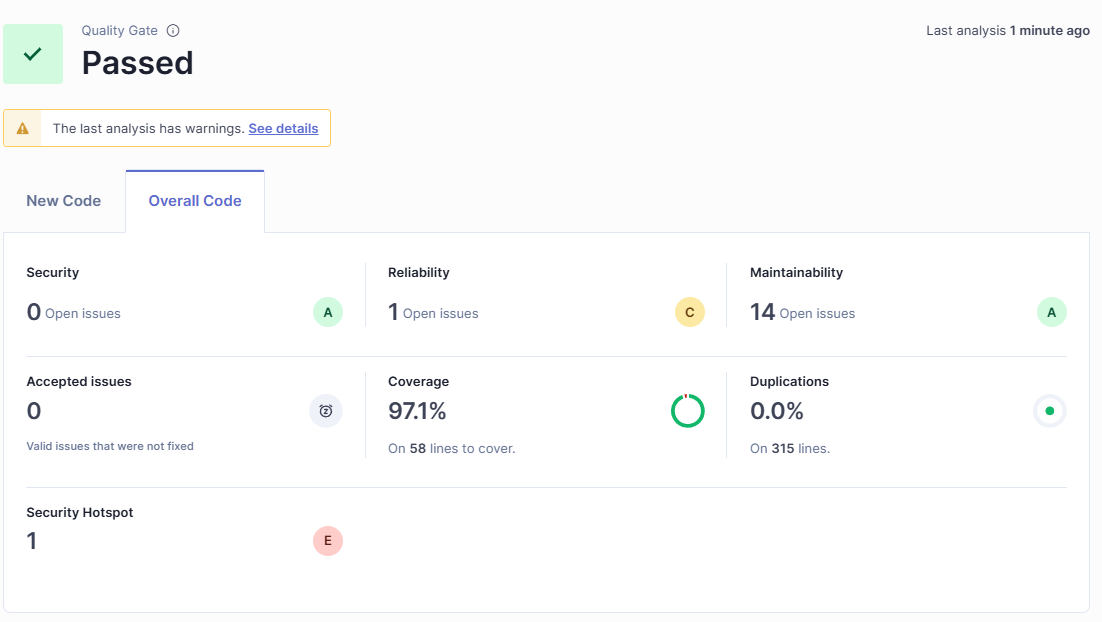 Quality Gate
Passed
Last analysis 1 minute ago
The last analysis has warnings. See details
New Code
Overall Code
Security
0 Open issues
A
Reliability
1 Open issues
C
Maintainability
14 Open issues
A
Accepted issues
0
Valid issues that were not fixed
Coverage
97.1%
On 58 lines to cover.
Duplications
0.0%
On 315 lines.
Security Hotspot
1
E